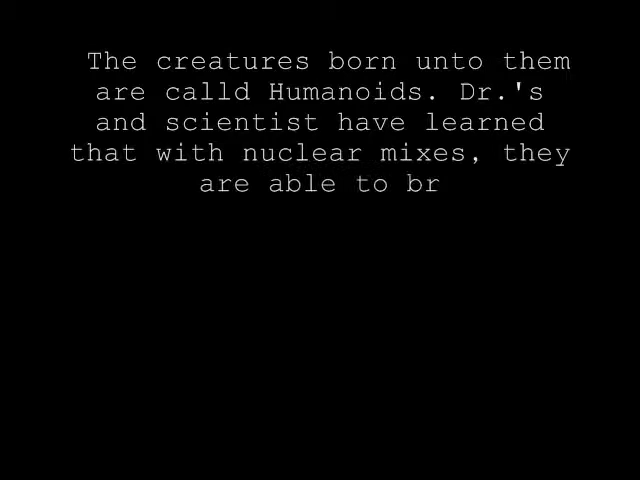 The creatures born unto them
are calld Humanoids. Dr.'s
and scientist have learned
that with nuclear mixes, they
are able to br